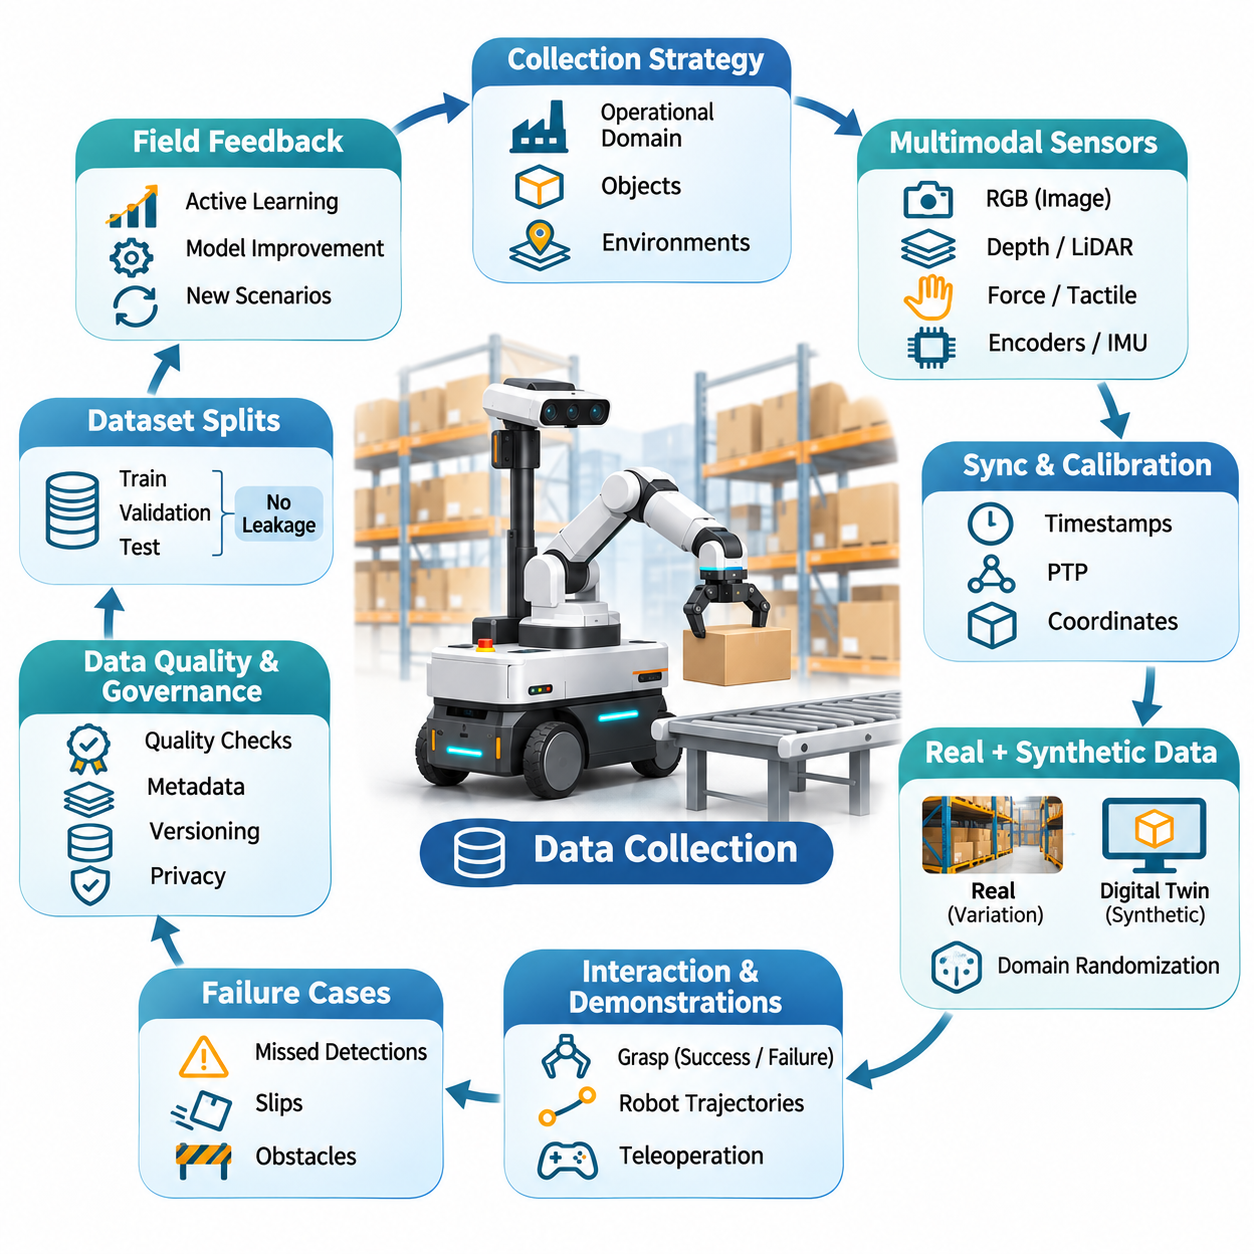 Collection Strategy
Operational
Domain
Objects
Environments
Multimodal Sensors
RGB (Image)
Depth / LiDAR
Force / Tactile
Encoders / IMU
Sync & Calibration
Timestamps
PTP
Coordinates
Real + Synthetic Data
Real
(Variation)
Digital Twin
(Synthetic)
Domain Randomization
Interaction &
Demonstrations
Grasp (Success / Failure)
Robot Trajectories
Teleoperation
Failure Cases
Missed Detections
Slips
Obstacles
Data Quality &
Governance
Quality Checks
Metadata
Versioning
Privacy
Dataset Splits
Train
Validation
Test
No
Leakage
Field Feedback
Active Learning
Model Improvement
New Scenarios
Data Collection